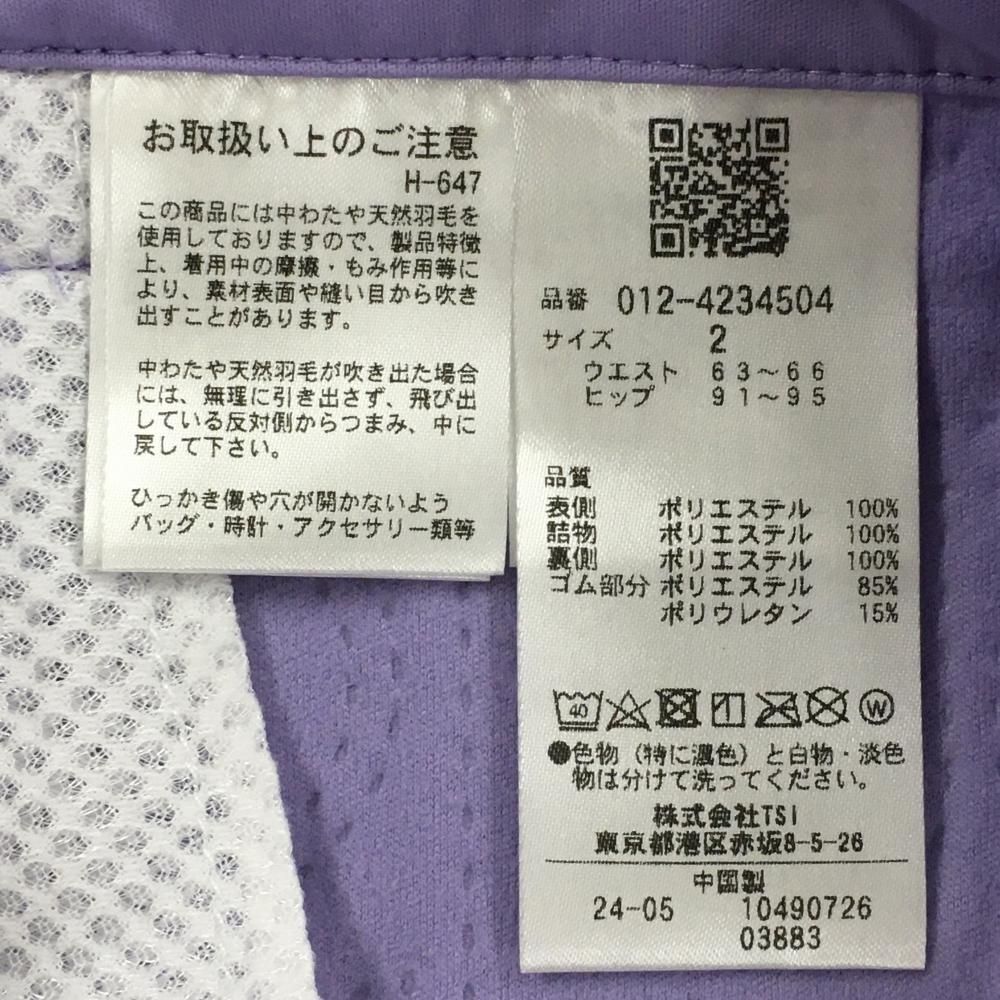 お取扱い上のご注意
H-647
この商品には中わたや天然羽毛を
使用しておりますので、製品特徴
上、着用中の摩擦・もみ作用等に
より、素材表面や縫い目から吹き
出すことがあります。
中わたや天然羽毛が吹き出た場合
には、無理に引き出さず、飛び出
している反対側からつまみ、中に
戻して下さい。
ひっかき傷や穴が開かないよう
バッグ・時計・アクセサリー類等
品番 012-4234504
サイズ 2
ウエスト 63〜66
ヒップ 91〜95
品質
表側 ポリエステル 100%
詰物 ポリエステル 100%
裏側 ポリエステル 100%
ゴム部分 ポリエステル 85%
ポリウレタン 15%
40 W
●色物（特に濃色）と白物・淡色
物は分けて洗ってください。
株式会社TSI
東京都港区赤坂8-5-26
中国製
24-05 10490726
03883